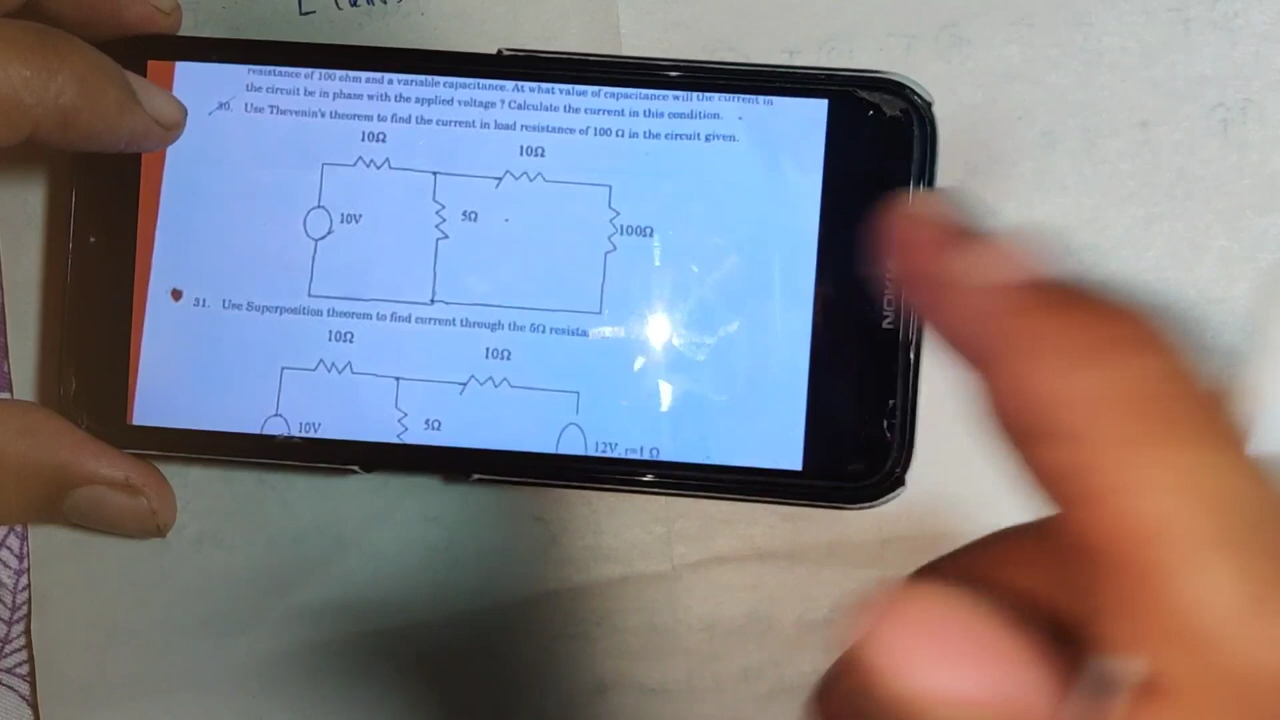 resistance of 100 ohm and a variable capacitance. At what value of capacitance will the current in
the circuit be in phase with the applied voltage ? Calculate the current in this condition.
30. Use Thevenin's theorem to find the current in load resistance of 100 Ω in the circuit given.
10Ω
10Ω
10V
5Ω
100Ω
31. Use Superposition theorem to find current through the 5Ω
10Ω
10Ω
10V
5Ω
12V, r=1 Ω